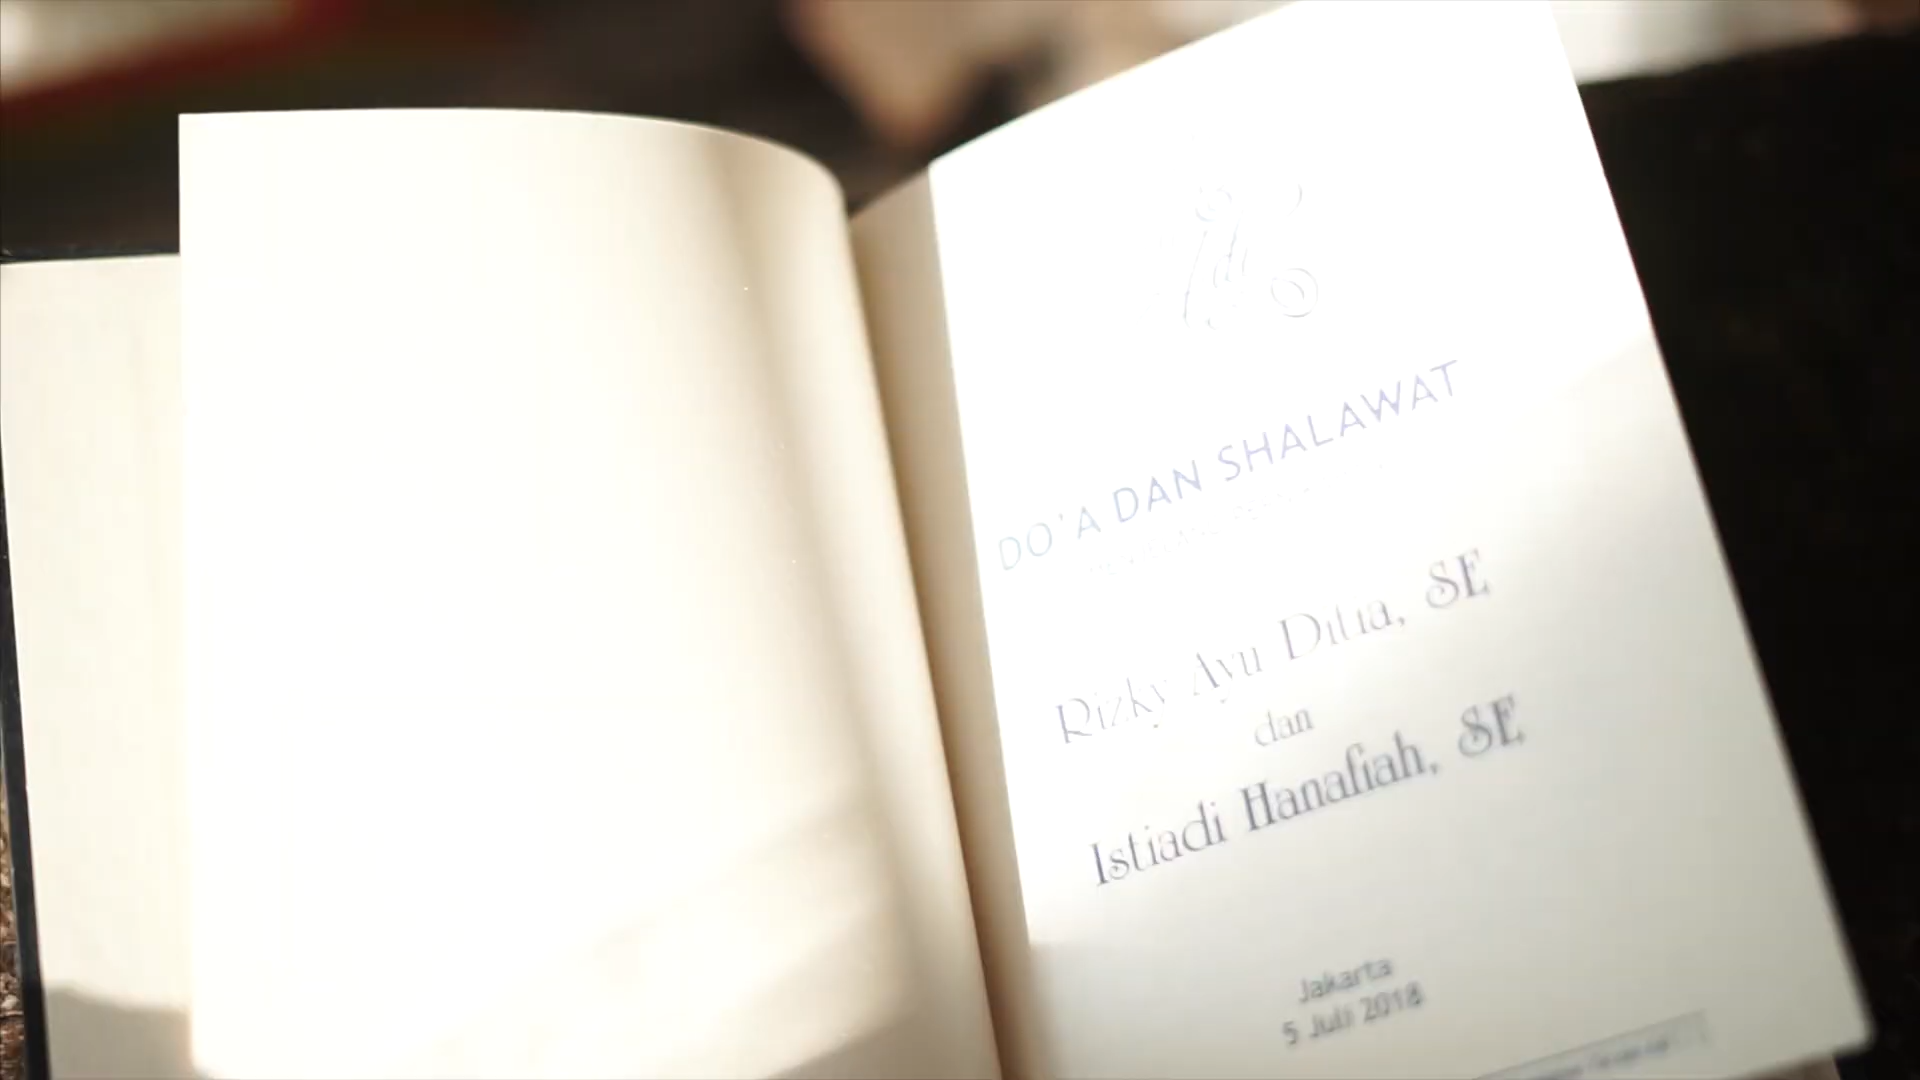 DO'A DAN SHALAWAT
Rizky Ayu Ditia, SE
dan
Istiadi Hanafiah, SE
Jakarta
5 Juli 2018